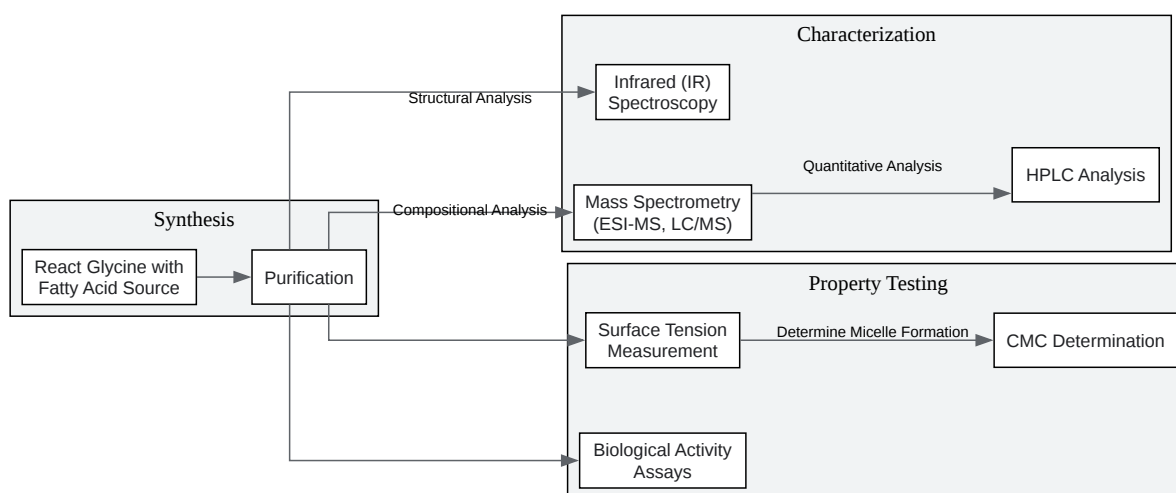 Characterization
Infrared (IR)
Spectroscopy
Structural Analysis
Quantitative Analysis
HPLC Analysis
Mass Spectrometry
(ESI-MS, LC/MS)
Compositional Analysis
Synthesis
React Glycine with
Fatty Acid Source
Purification
Property Testing
Surface Tension
Measurement
Determine Micelle Formation
CMC Determination
Biological Activity
Assays